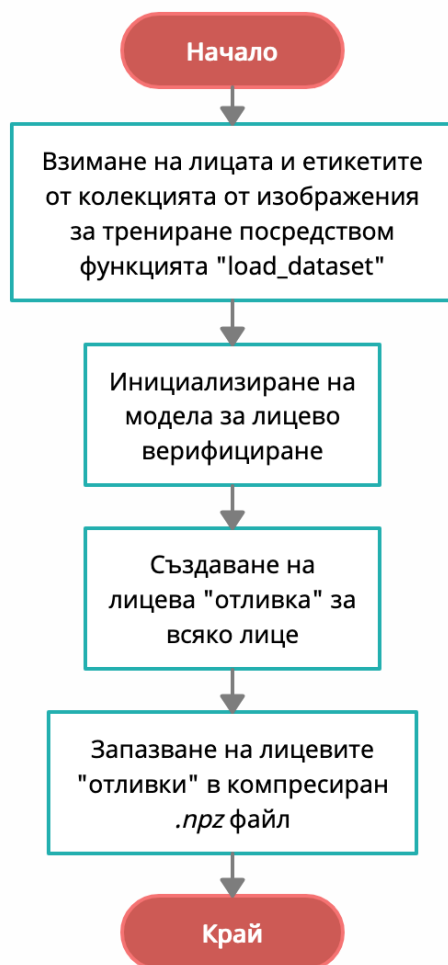 Начало
Взимане на лицата и етикетите
от колекцията от изображения
за трениране посредством
функцията "load_dataset"
Инициализиране на
модела за лицево
верифициране
Създаване на
лицева "отливка" за
всяко лице
Запазване на лицевите
"отливки" в компресиран
.npz файл
Край